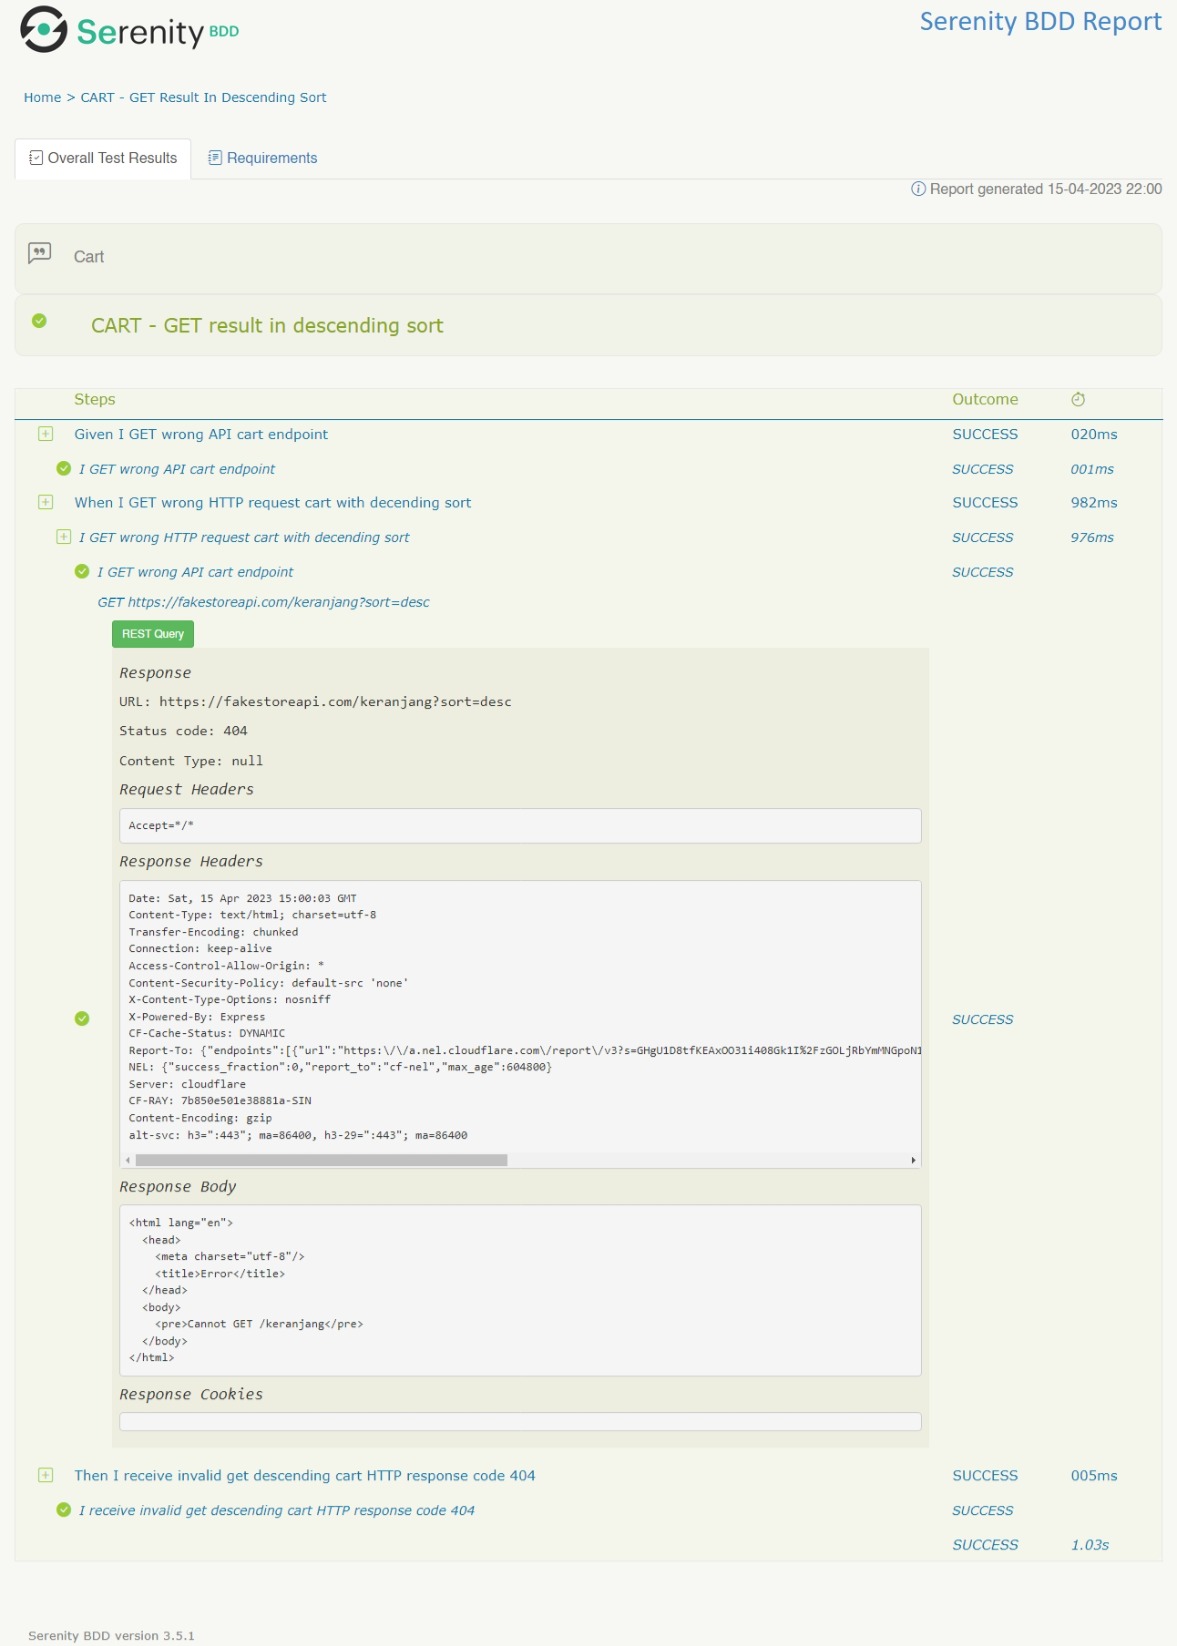 Serenity BDD
Serenity BDD Report
Home > CART - GET Result In Descending Sort
Overall Test Results
Requirements
Report generated 15-04-2023 22:00
Cart
CART - GET result in descending sort
Steps Outcome
Given I GET wrong API cart endpoint SUCCESS 020ms
I GET wrong API cart endpoint SUCCESS 001ms
When I GET wrong HTTP request cart with decending sort SUCCESS 982ms
I GET wrong HTTP request cart with decending sort SUCCESS 976ms
I GET wrong API cart endpoint SUCCESS
GET https://fakestoreapi.com/keranjang?sort=desc
REST Query
Response
URL: https://fakestoreapi.com/keranjang?sort=desc
Status code: 404
Content Type: null
Request Headers
Accept=*/*
Response Headers
Date: Sat, 15 Apr 2023 15:00:03 GMT
Content-Type: text/html; charset=utf-8
Transfer-Encoding: chunked
Connection: keep-alive
Access-Control-Allow-Origin: *
Content-Security-Policy: default-src 'none'
X-Content-Type-Options: nosniff
X-Powered-By: Express
SUCCESS
CF-Cache-Status: DYNAMIC
Report-To: {"endpoints":[{"url":"https:\/\/a.nel.cloudflare.com\/report\/v3?s=
NEL: {"success_fraction":0,"report_to":"cf-nel","max_age":604800}
Server: cloudflare
CF-RAY: 7b850e501e38881a-SIN
Content-Encoding: gzip
alt-svc: h3=":443"; ma=86400, h3-29=":443"; ma=86400
Response Body
<html lang="en">
<head>
<meta charset="utf-8"/>
<title>Error</title>
</head>
<body>
<pre>Cannot GET /keranjang</pre>
</body>
</html>
Response Cookies
Then I receive invalid get descending cart HTTP response code 404 SUCCESS 005ms
I receive invalid get descending cart HTTP response code 404 SUCCESS
SUCCESS 1.03s
Serenity BDD version 3.5.1